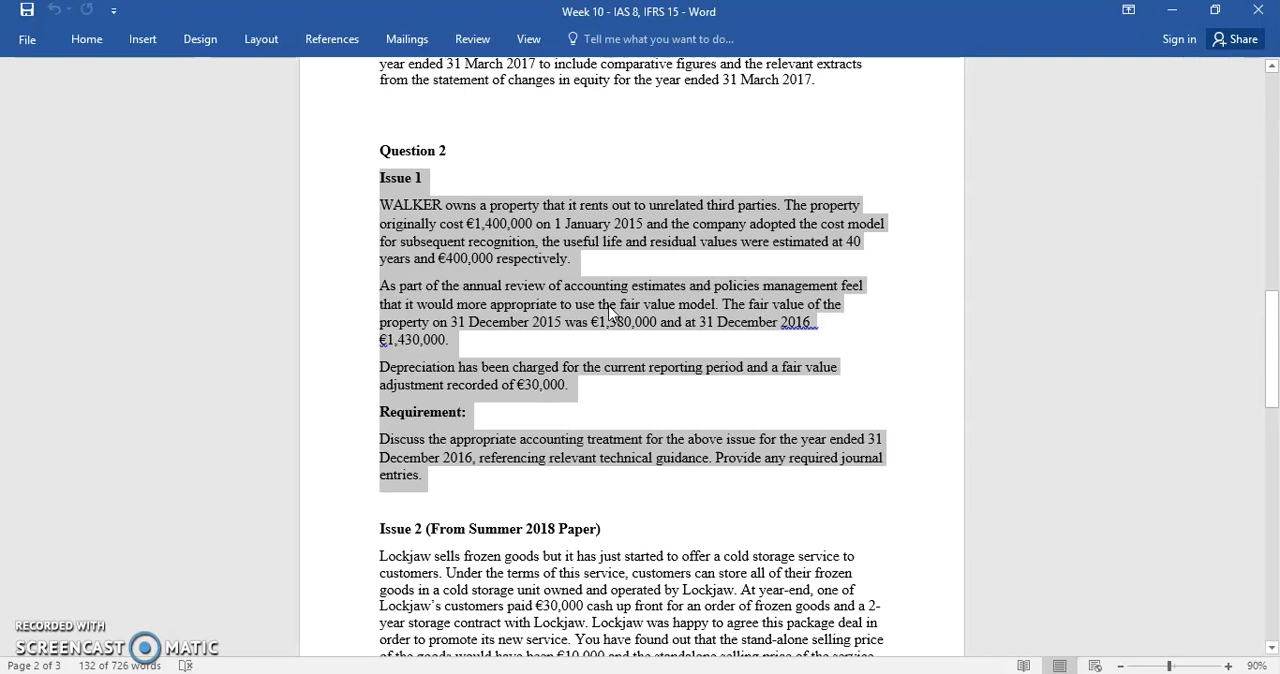 Week 10 - IAS 8, IFRS 15 - Word
File Home Insert Design Layout References Mailings Review View Tell me what you want to do... Sign in Share
year ended 31 March 2017 to include comparative figures and the relevant extracts
from the statement of changes in equity for the year ended 31 March 2017.
Question 2
Issue 1
WALKER owns a property that it rents out to unrelated third parties. The property
originally cost €1,400,000 on 1 January 2015 and the company adopted the cost model
for subsequent recognition, the useful life and residual values were estimated at 40
years and €400,000 respectively.
As part of the annual review of accounting estimates and policies management feel
that it would more appropriate to use the fair value model. The fair value of the
property on 31 December 2015 was €1,380,000 and at 31 December 2016
€1,430,000.
Depreciation has been charged for the current reporting period and a fair value
adjustment recorded of €30,000.
Requirement:
Discuss the appropriate accounting treatment for the above issue for the year ended 31
December 2016, referencing relevant technical guidance. Provide any required journal
entries.
Issue 2 (From Summer 2018 Paper)
Lockjaw sells frozen goods but it has just started to offer a cold storage service to
customers. Under the terms of this service, customers can store all of their frozen
goods in a cold storage unit owned and operated by Lockjaw. At year-end, one of
Lockjaw's customers paid €30,000 cash up front for an order of frozen goods and a 2-
year storage contract with Lockjaw. Lockjaw was happy to agree this package deal in
order to promote its new service. You have found out that the stand-alone selling price
of the goods would have been €10,000 and the standalone selling price of the service
RECORDED WITH
SCREENCAST MATIC
Page 2 of 3 132 of 726 words 90%